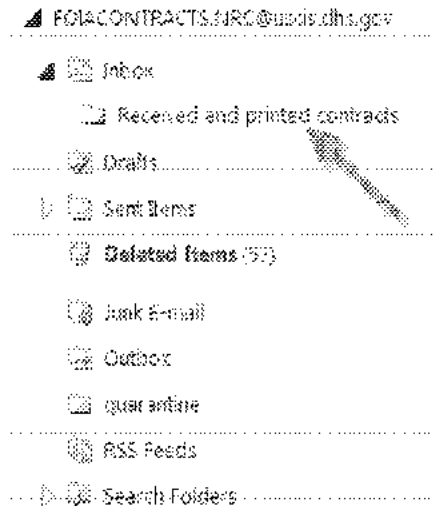 FOIACONTRACTS.NRC@uscis.dhs.gov
Inbox
Received and printed contracts
Drafts
Sent Items
Deleted Items (57)
Junk E-mail
Outbox
quarantine
RSS Feeds
Search Folders